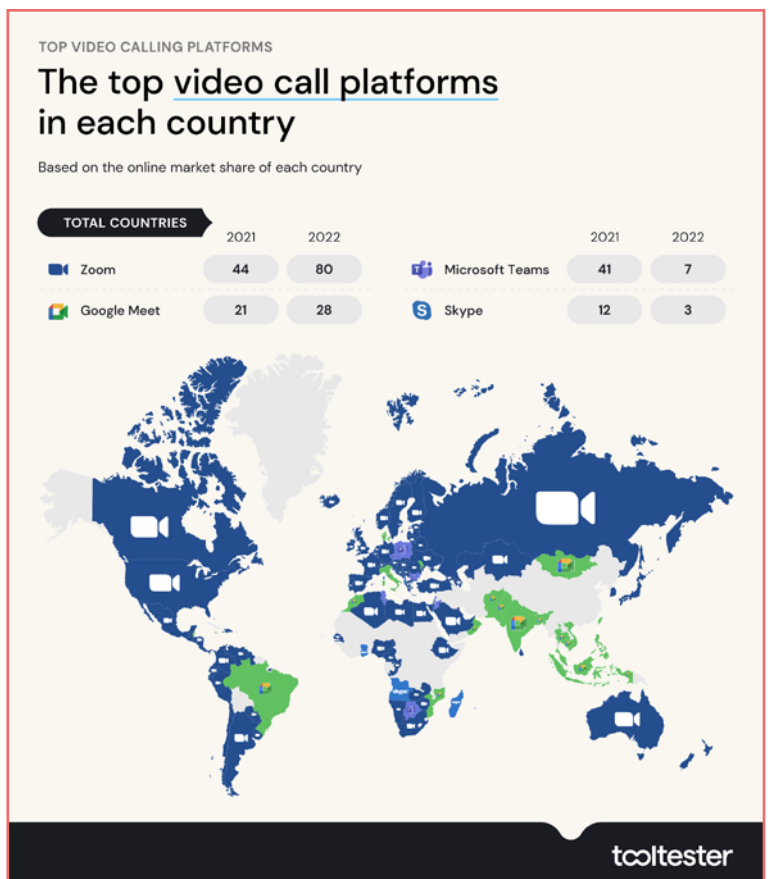 TOP VIDEO CALLING PLATFORMS
The top video call platforms
in each country
Based on the online market share of each country
TOTAL COUNTRIES
2021 2022
2021 2022
Zoom 44 80
Microsoft Teams 41 7
Google Meet 21 28
Skype 12 3
skype
tooltester